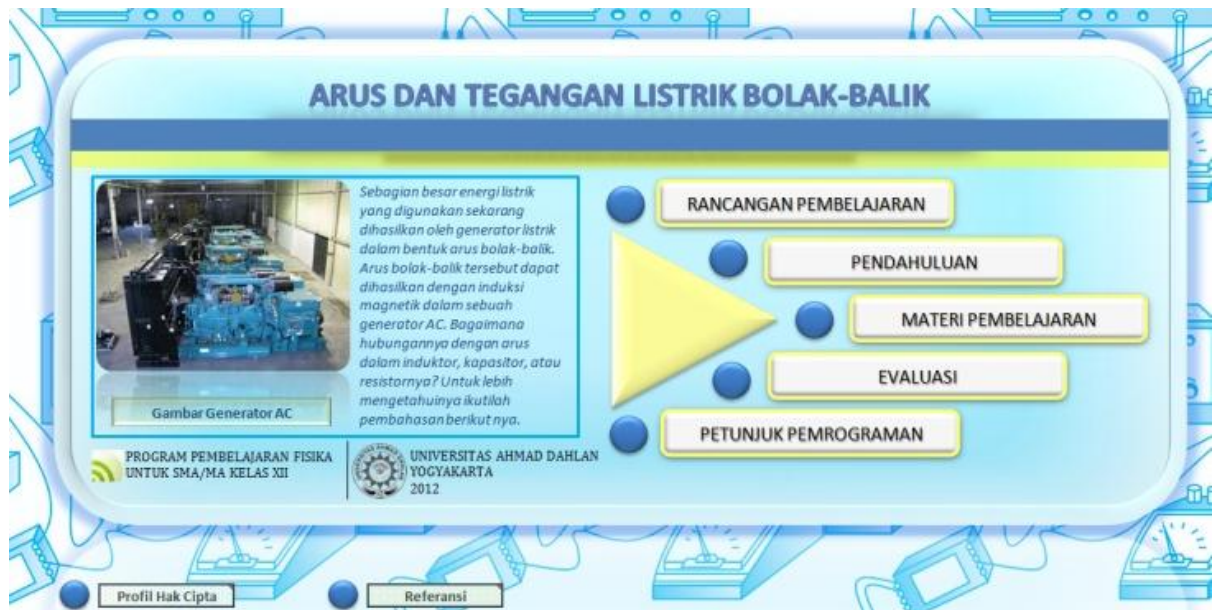 ARUS DAN TEGANGAN LISTRIK BOLAK-BALIK
Sebagian besar energi listrik
yang digunakan sekarang
dihasilkan oleh generator listrik
dalam bentuk arus bolak-balik.
Arus bolak-balik tersebut dapat
dihasilkan dengan induksi
magnetik dalam sebuah
generator AC. Bagaimana
hubungannya dengan arus
dalam induktor, kapasitor, atau
resistornya? Untuk lebih
mengetahuinya ikutilah
pembahasan berikut nya.
Gambar Generator AC
RANCANGAN PEMBELAJARAN
PENDAHULUAN
MATERI PEMBELAJARAN
EVALUASI
PETUNJUK PEMROGRAMAN
PROGRAM PEMBELAJARAN FISIKA
UNTUK SMA/MA KELAS XII
UNIVERSITAS AHMAD DAHLAN
YOGYAKARTA
2012
Profil Hak Cipta
Referansi